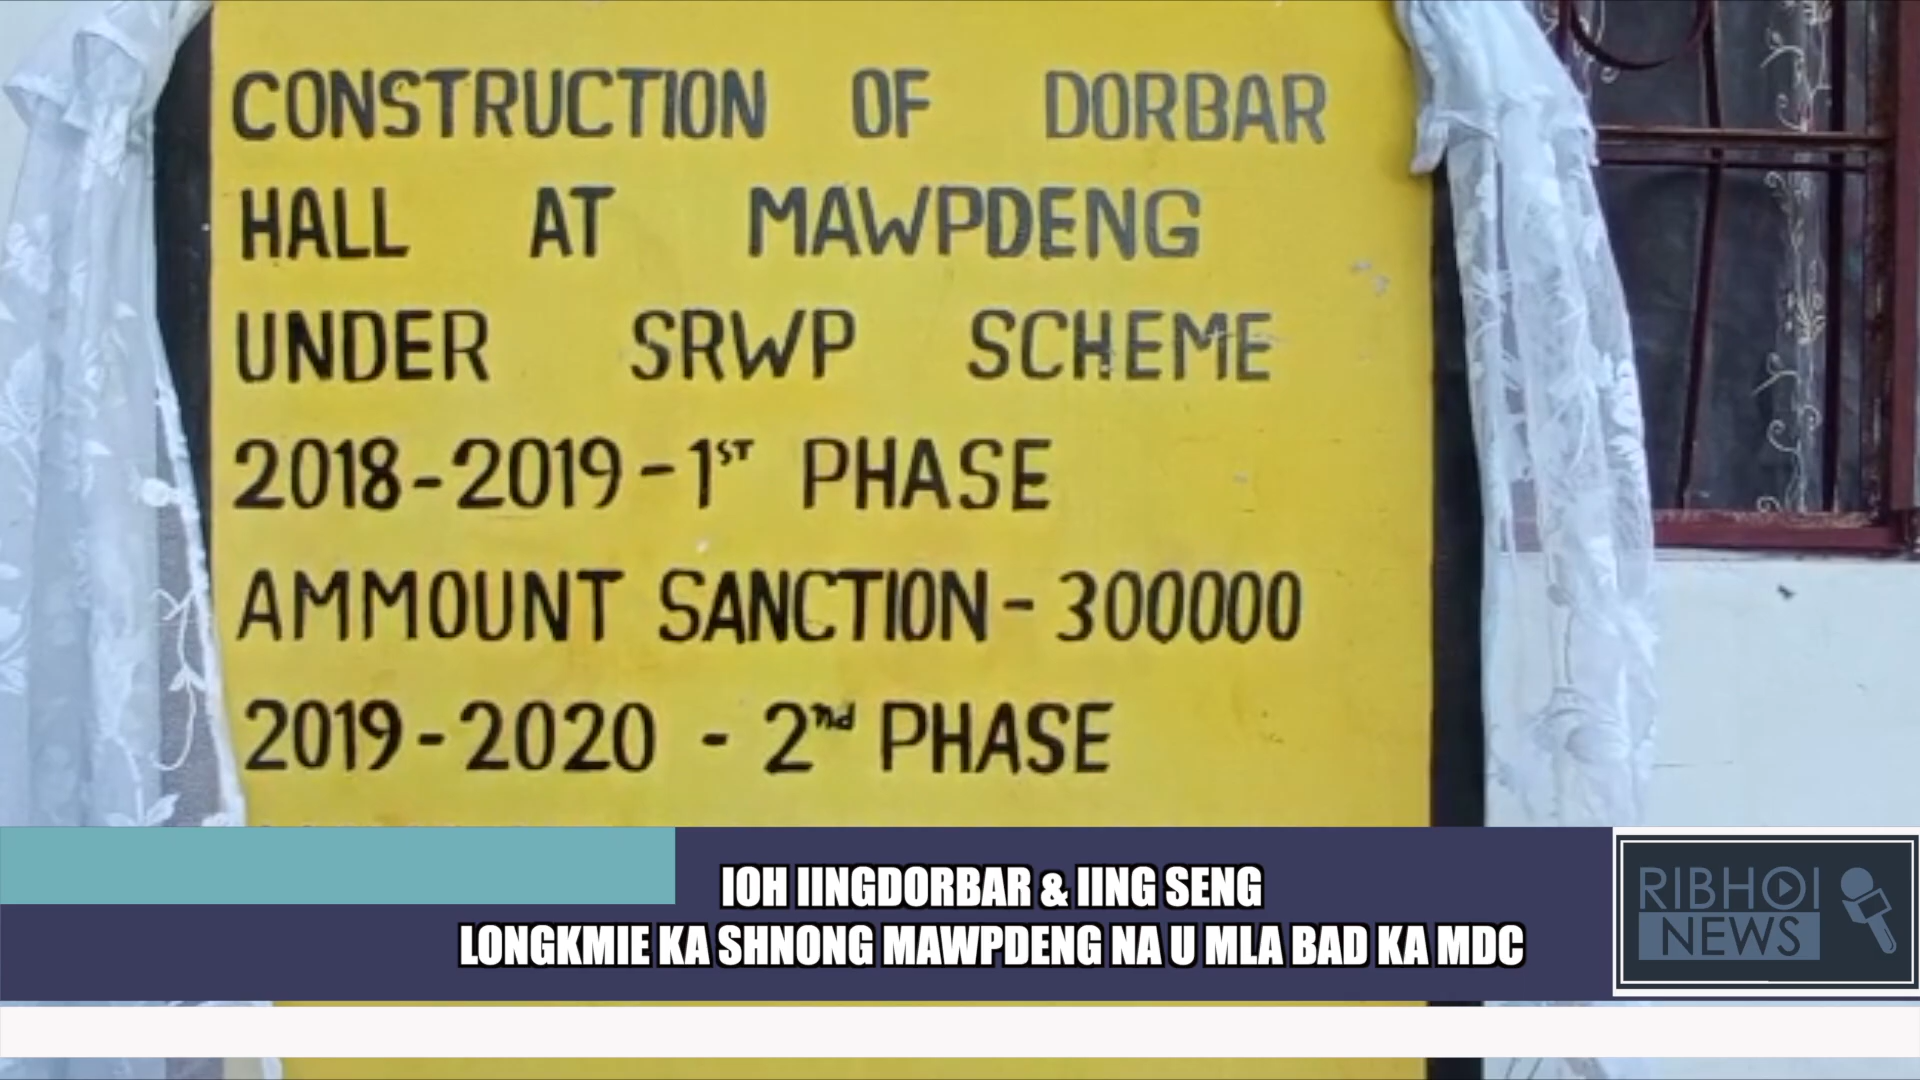 CONSTRUCTION OF DORBAR
HALL AT MAWPDENG
UNDER SRWP SCHEME
2018-2019-1ST PHASE
AMMOUNT SANCTION-300000
2019-2020 - 2nd PHASE
IOH IINGDORBAR & IING SENG
LONGKMIE KA SHNONG MAWPDENG NA U MLA BAD KA MDC
RIBHOI
NEWS